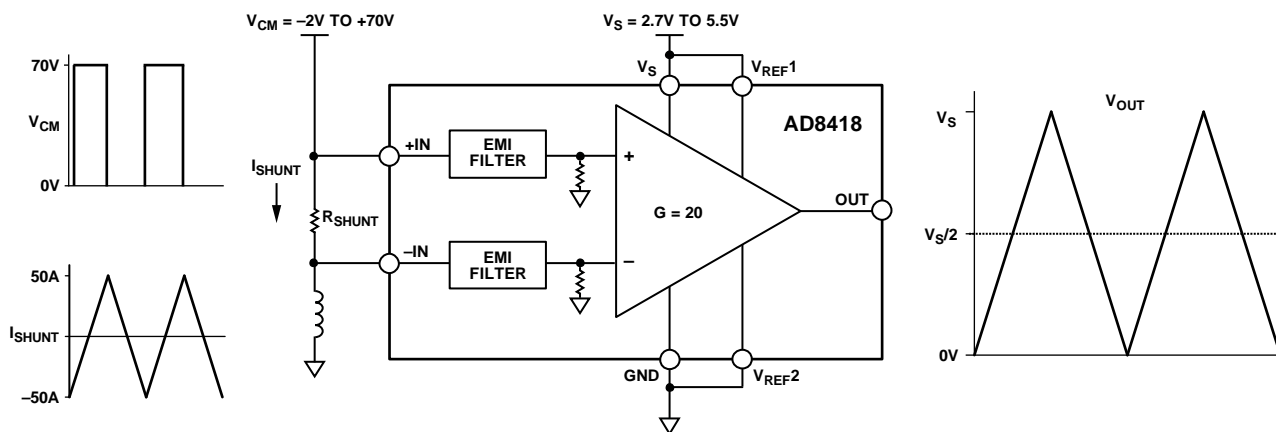 V_CM = –2V TO +70V
V_S = 2.7V TO 5.5V
70V
V_CM
0V
50A
I_SHUNT
–50A
I_SHUNT
R_SHUNT
V_S
V_REF1
AD8418
+IN
EMI
FILTER
+
G = 20
OUT
–IN
EMI
FILTER
–
GND
V_REF2
V_OUT
V_S
V_S/2
0V